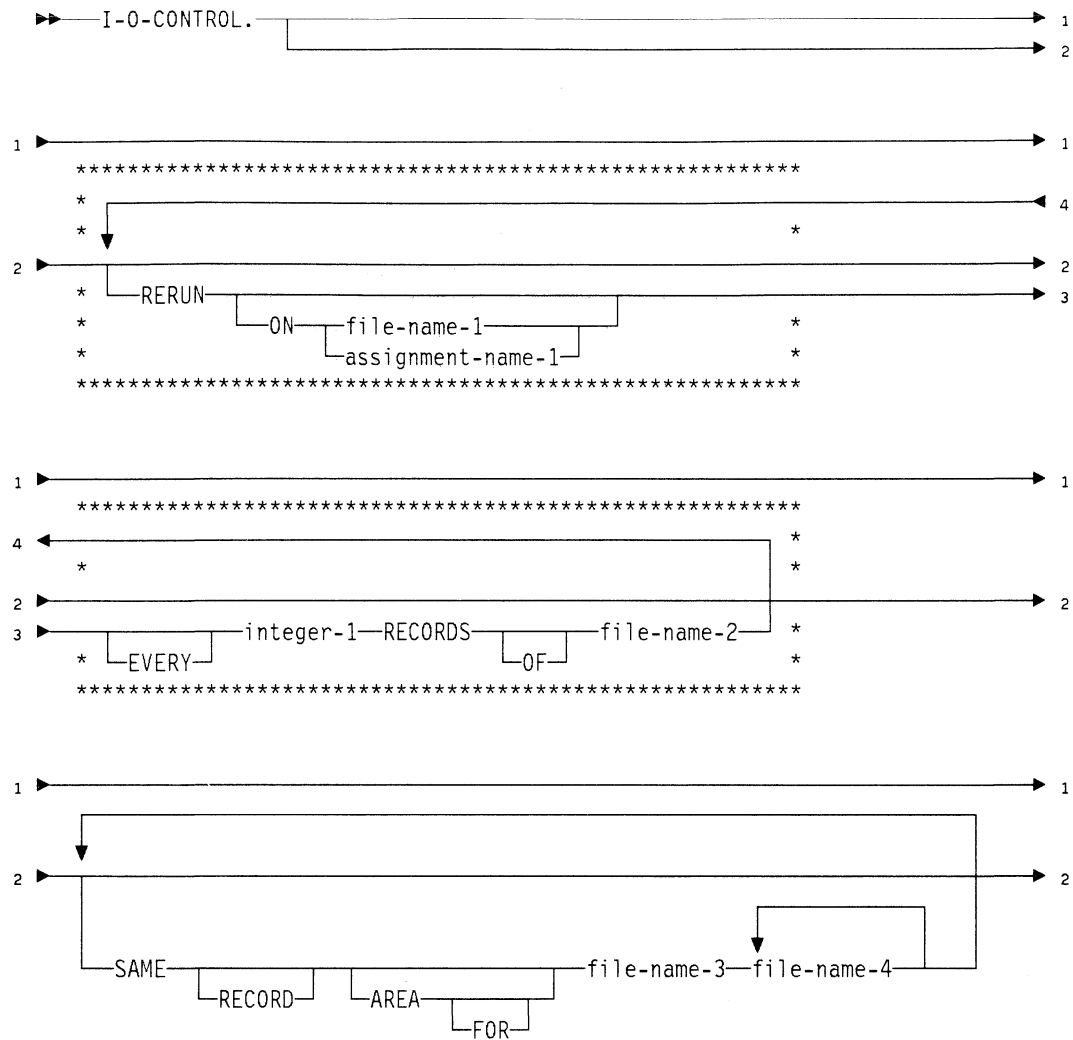 I-O-CONTROL. 1
2
1 1
****************************************************
* 4
* *
2 2
* RERUN 3
* ON file-name-1 *
* assignment-name-1 *
****************************************************
1 1
****************************************************
4 *
* *
2 2
3 integer-1 RECORDS file-name-2 *
* EVERY OF *
****************************************************
1 1
2 2
SAME file-name-3 file-name-4
RECORD AREA
FOR